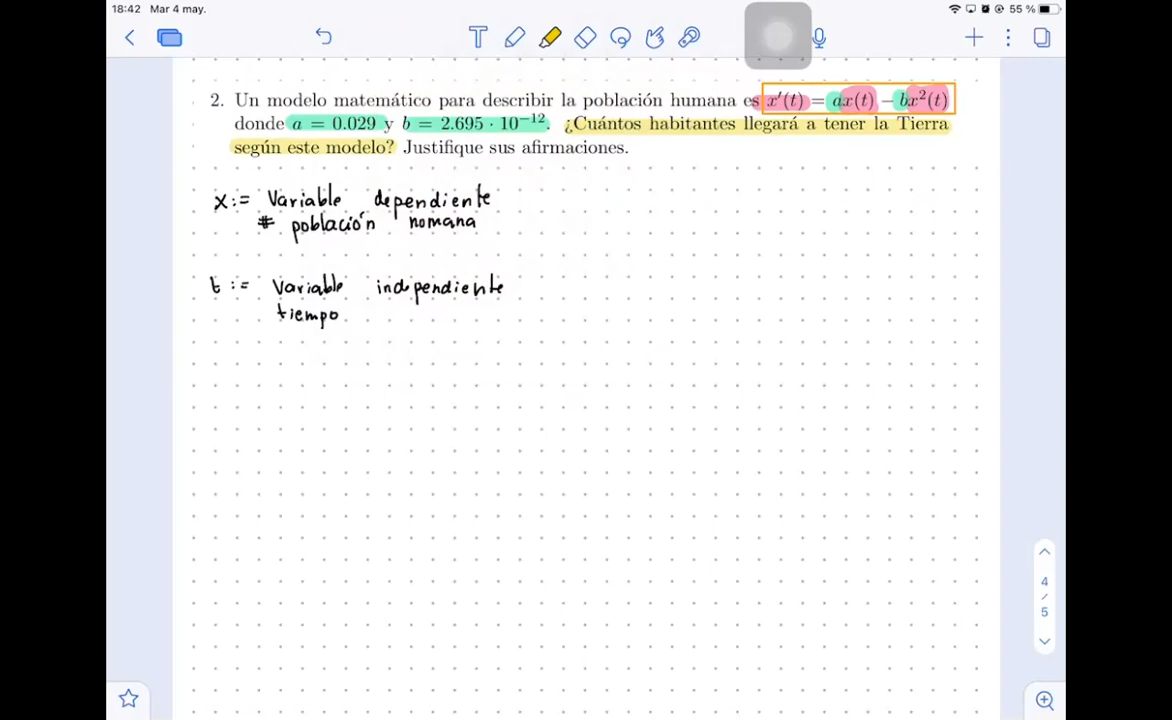 18:42 Mar 4 may.
55 %
2. Un modelo matemático para describir la población humana es x′(t) = ax(t) − bx²(t)
donde a = 0.029 y b = 2.695 · 10⁻¹². ¿Cuántos habitantes llegará a tener la Tierra
según este modelo? Justifique sus afirmaciones.
x := Variable dependiente
# población homana
t := Variable independiente
tiempo
4
/
5